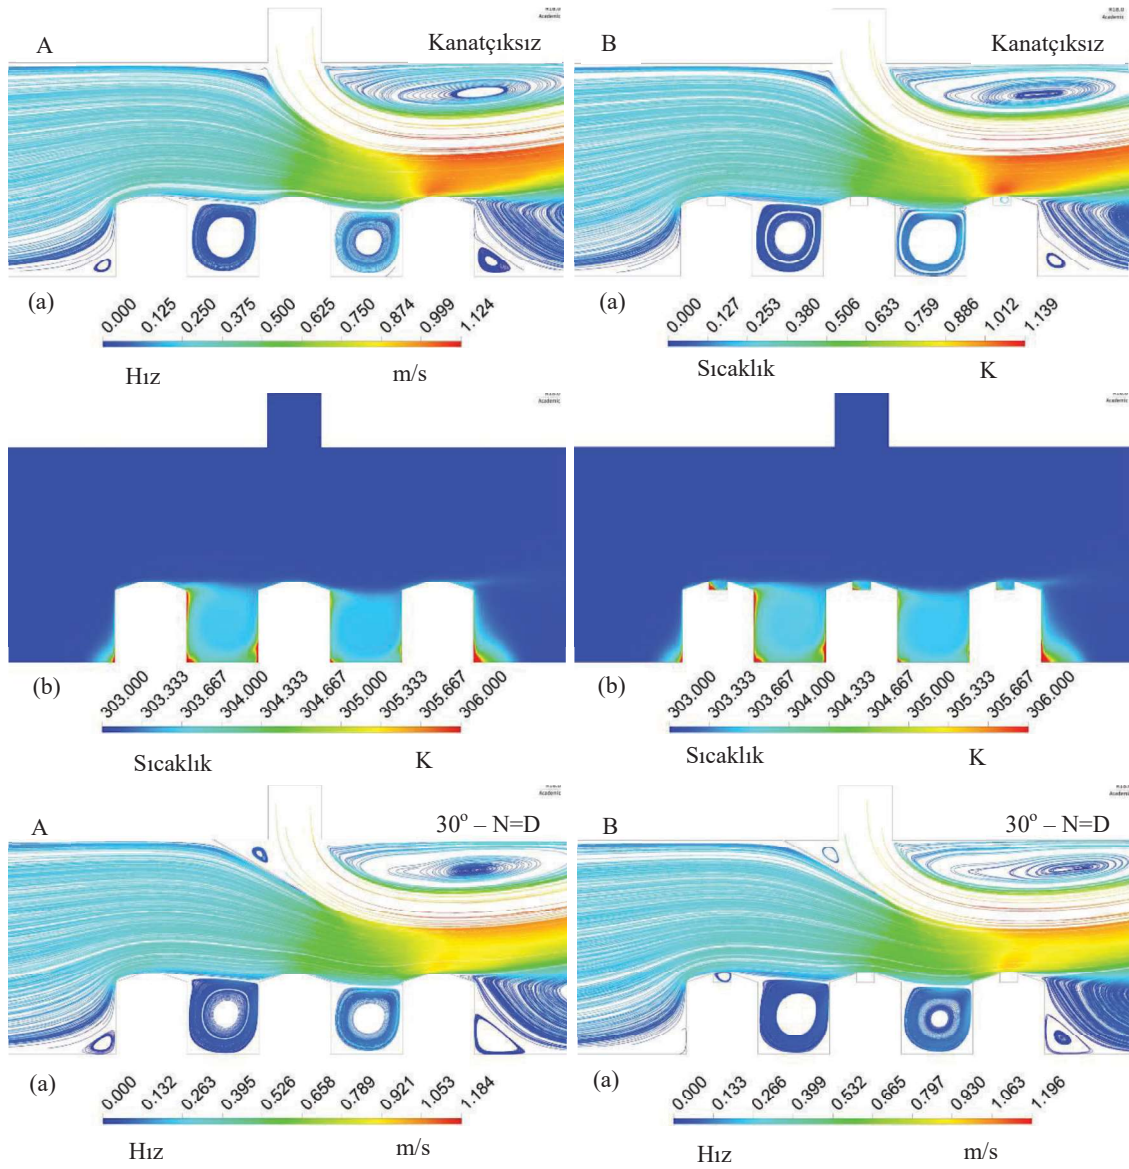 A
Kanatçıksız
Academic
(a)
0.000 0.125 0.250 0.375 0.500 0.625 0.750 0.874 0.999 1.124
Hız m/s
B
Kanatçıksız
Academic
(a)
0.000 0.127 0.253 0.380 0.506 0.633 0.759 0.886 1.012 1.139
Sıcaklık K
Academic
(b)
303.000 303.333 303.667 304.000 304.333 304.667 305.000 305.333 305.667 306.000
Sıcaklık K
Academic
(b)
303.000 303.333 303.667 304.000 304.333 304.667 305.000 305.333 305.667 306.000
Sıcaklık K
Academic
A
30° – N=D
(a)
0.000 0.132 0.263 0.395 0.526 0.658 0.789 0.921 1.053 1.184
Hız m/s
Academic
B
30° – N=D
(a)
0.000 0.133 0.266 0.399 0.532 0.665 0.797 0.930 1.063 1.196
Hız m/s